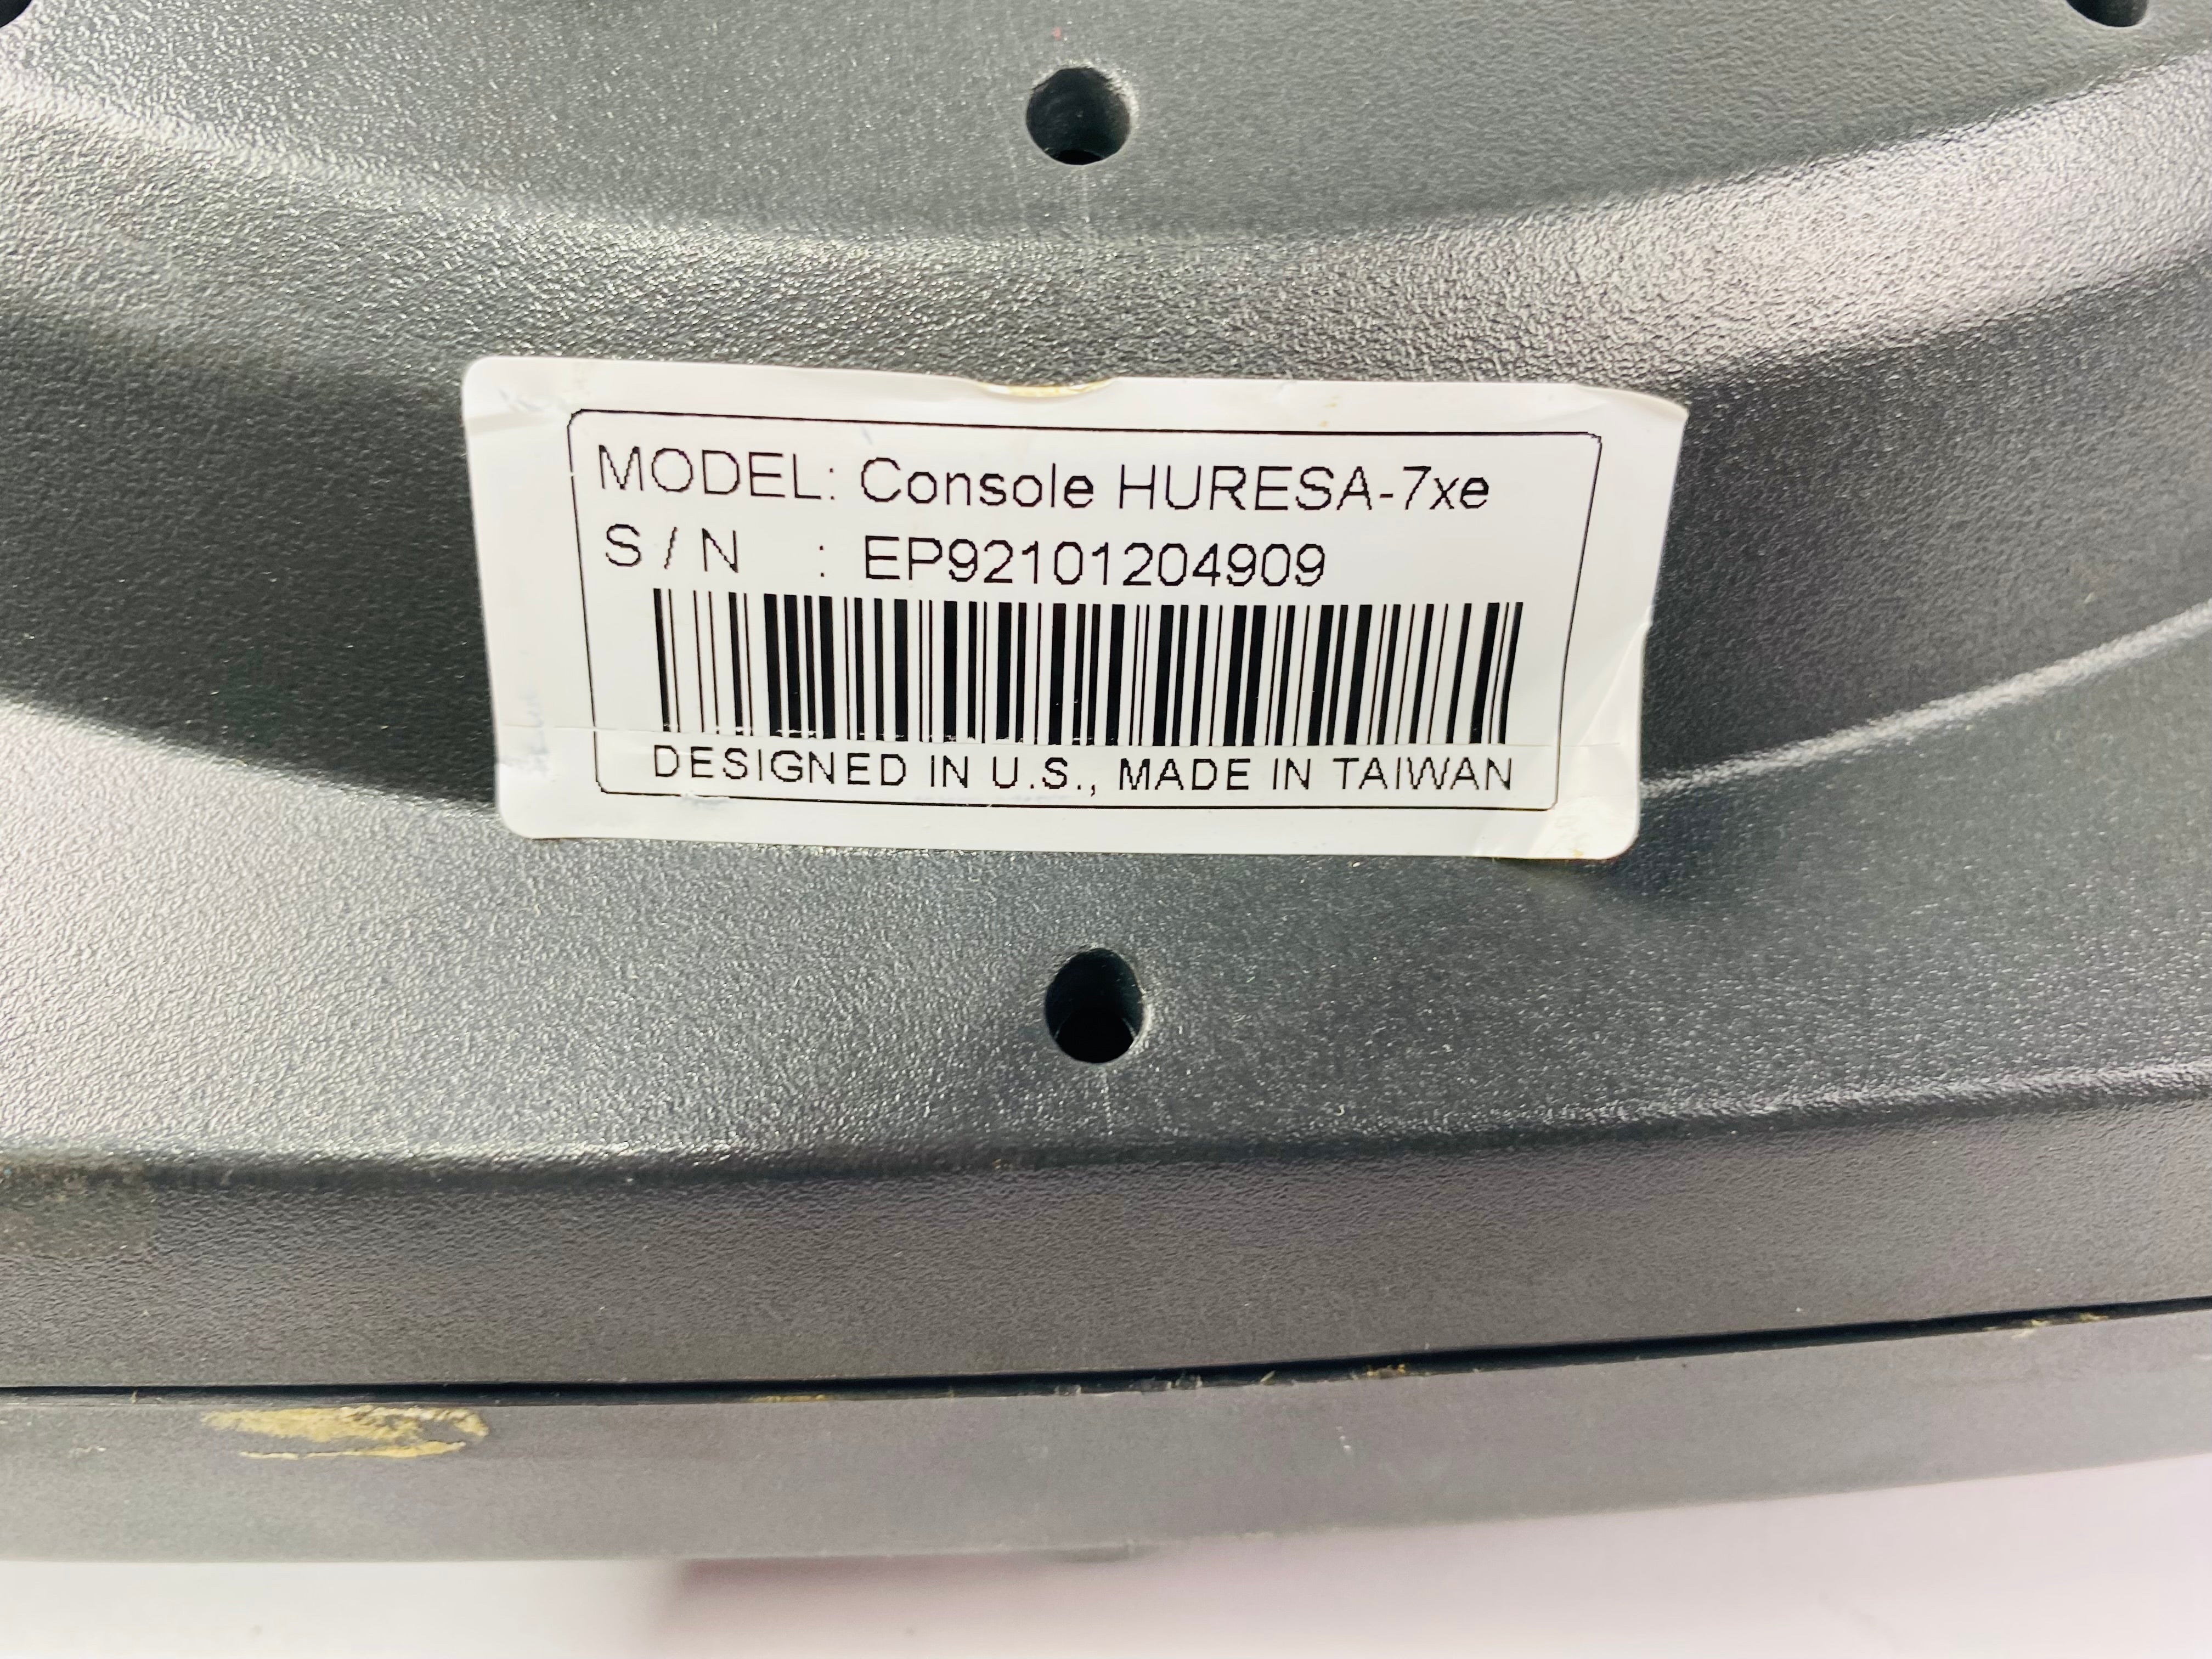 MODEL: Console HURESA-7xe
S / N : EP92101204909
DESIGNED IN U.S., MADE IN TAIWAN